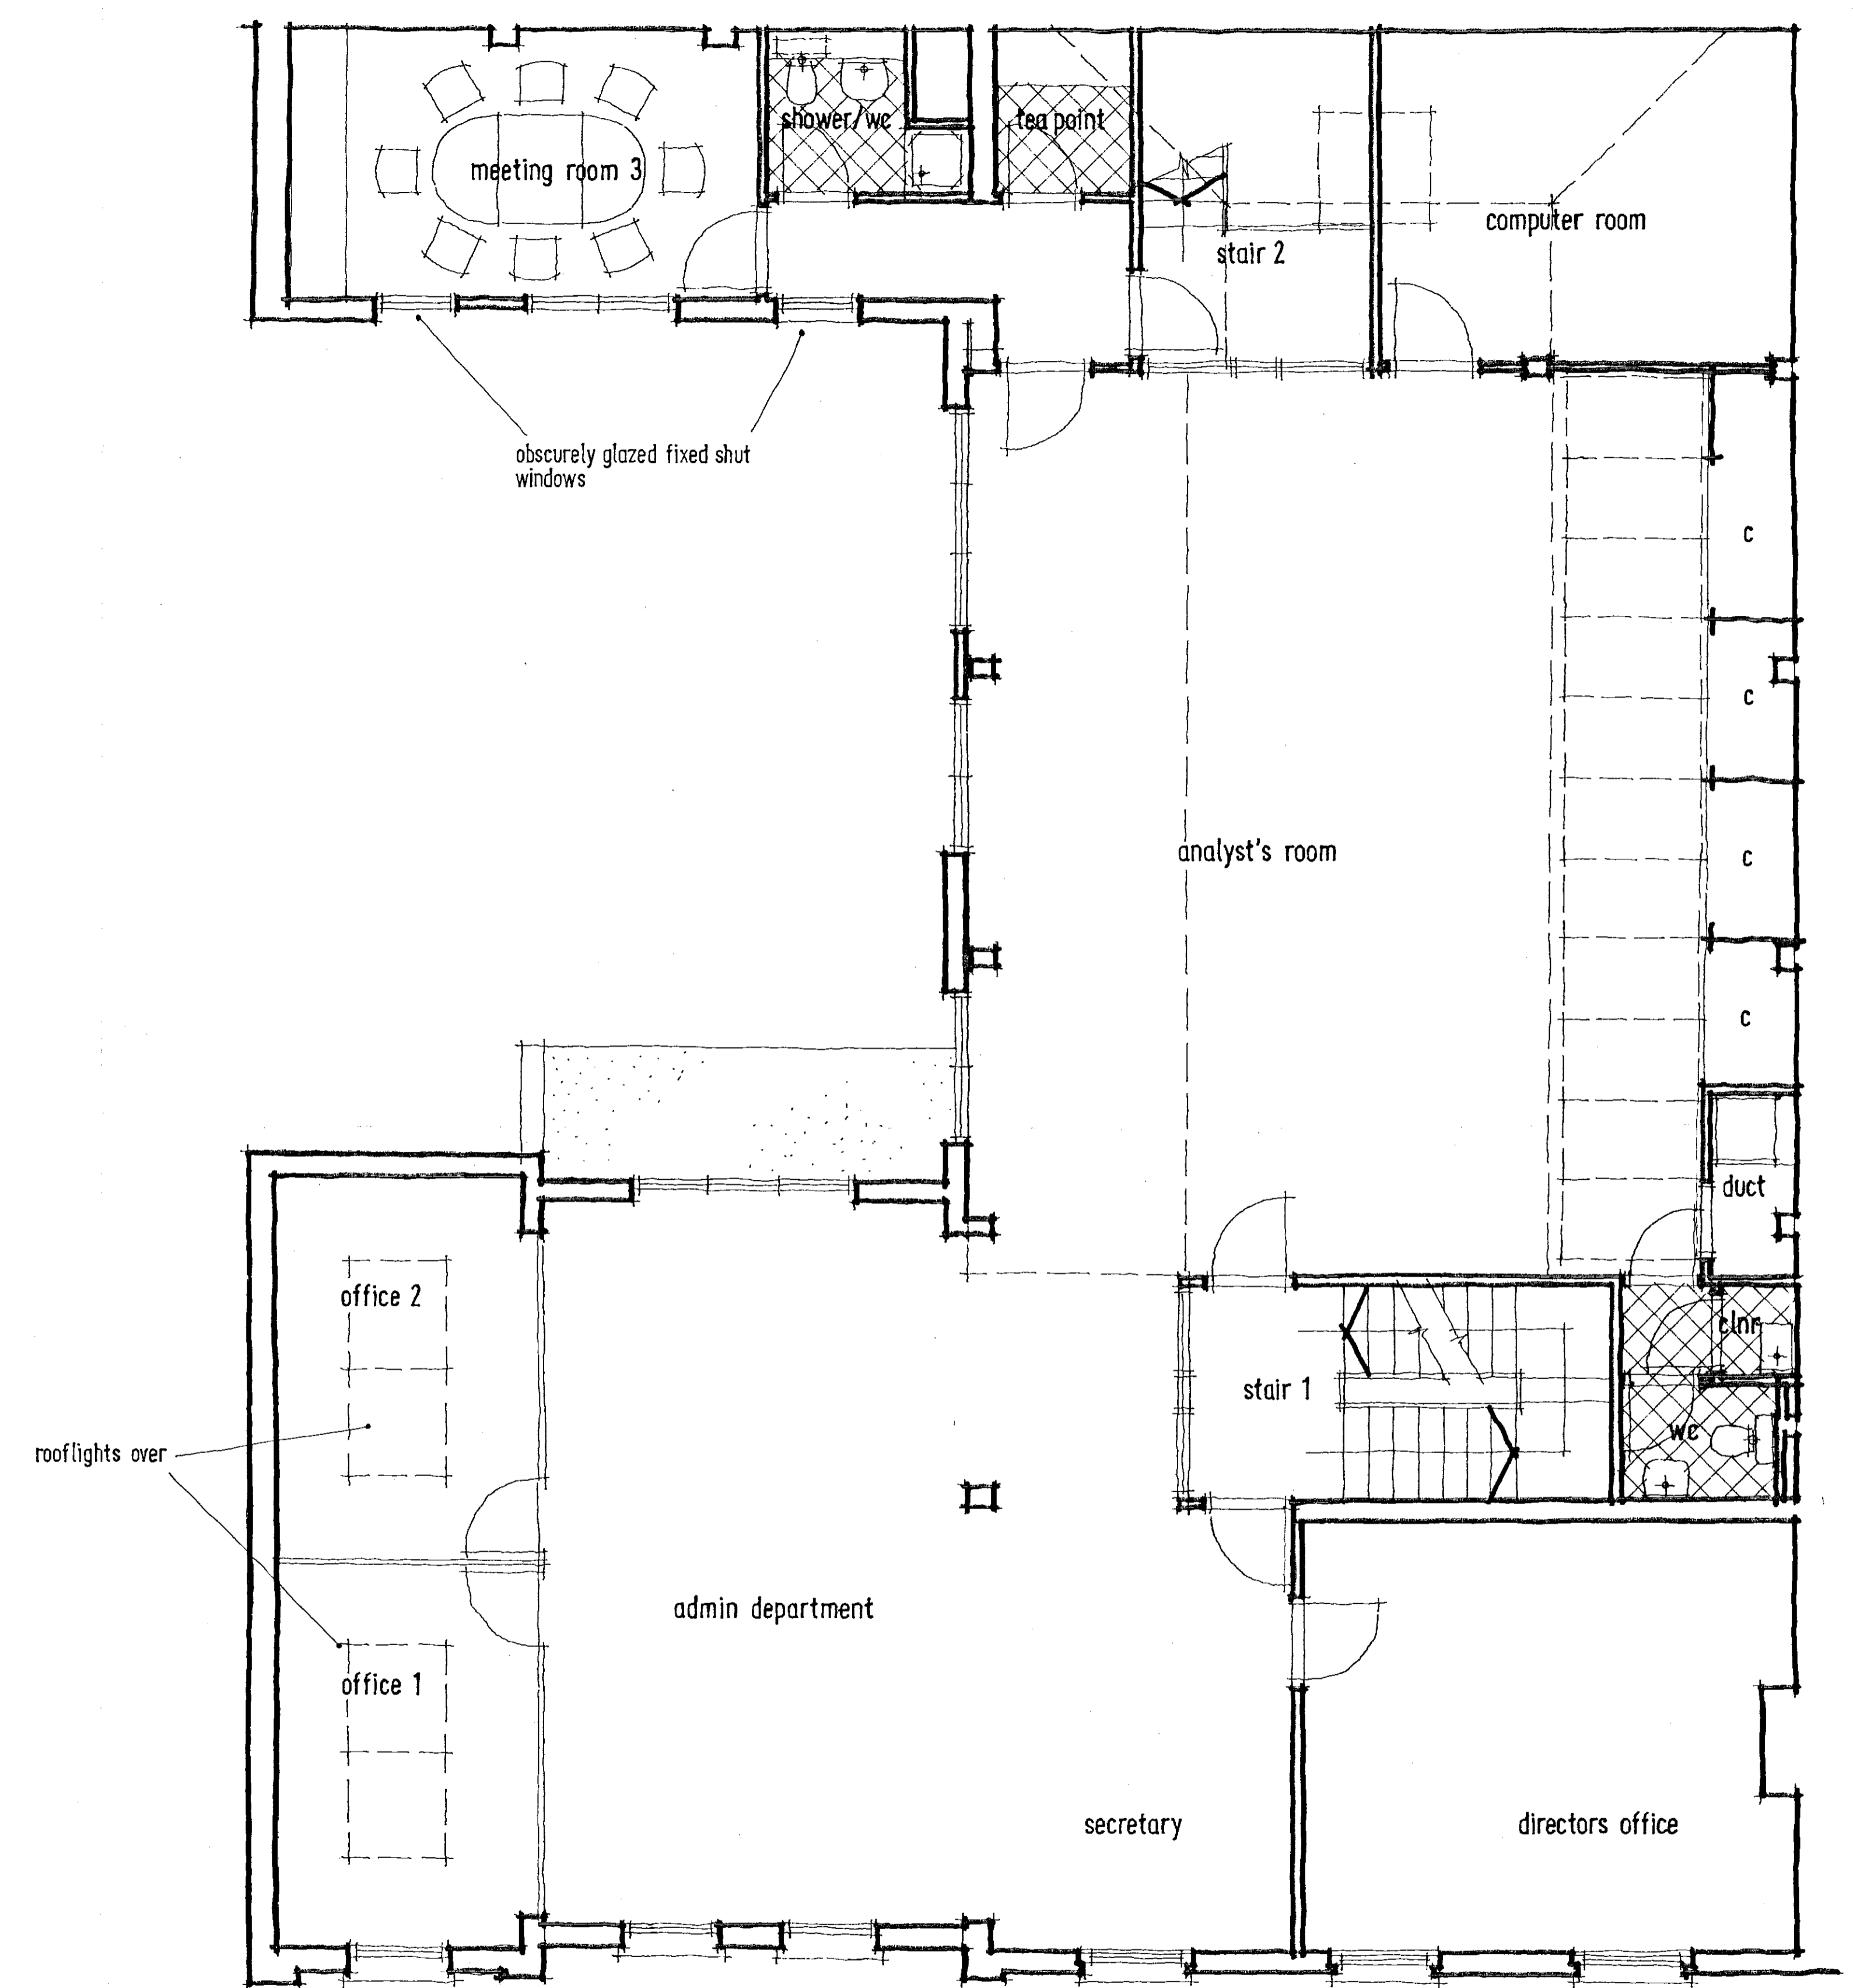 shower/wc
tea point
meeting room 3
computer room
stair 2
obscurely glazed fixed shut
windows
c
c
analyst's room
c
c
duct
office 2
clnr
stair 1
wc
rooflights over
admin department
office 1
secretary
directors office